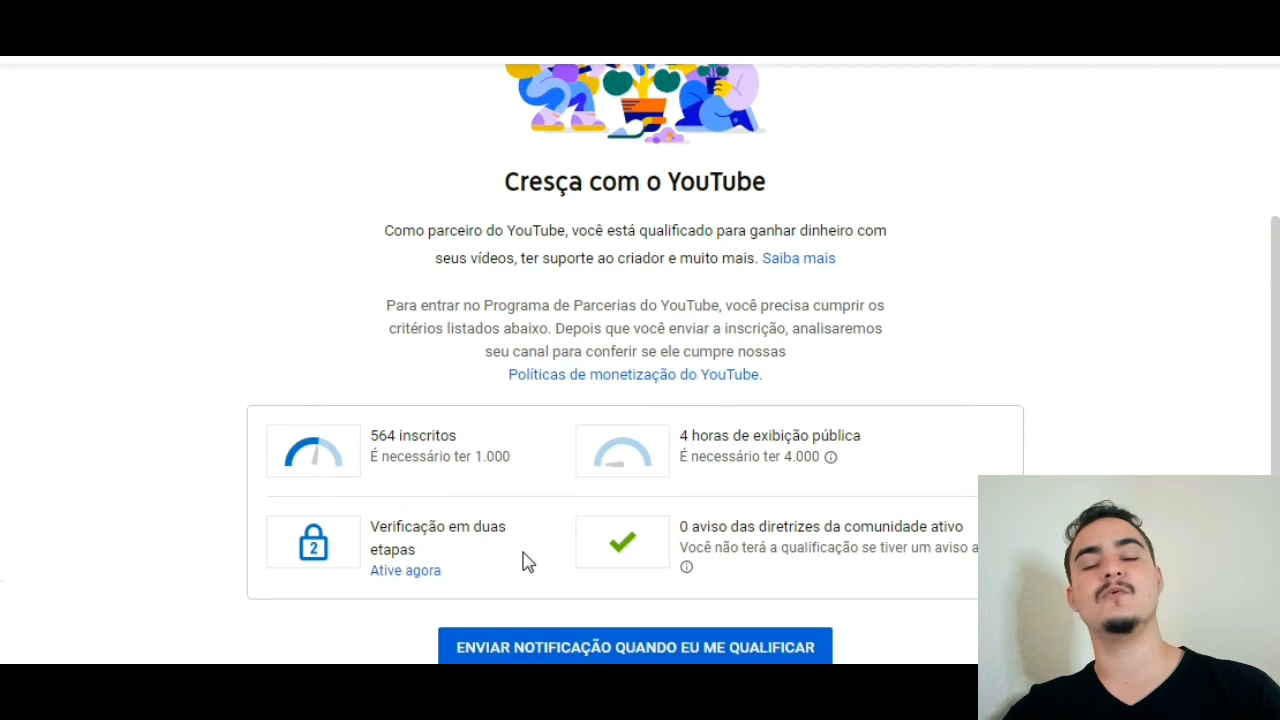 Cresça com o YouTube
Como parceiro do YouTube, você está qualificado para ganhar dinheiro com
seus vídeos, ter suporte ao criador e muito mais. Saiba mais
Para entrar no Programa de Parcerias do YouTube, você precisa cumprir os
critérios listados abaixo. Depois que você enviar a inscrição, analisaremos
seu canal para conferir se ele cumpre nossas
Políticas de monetização do YouTube.
564 inscritos
É necessário ter 1.000
4 horas de exibição pública
É necessário ter 4.000
2
Verificação em duas
etapas
Ative agora
0 aviso das diretrizes da comunidade ativo
Você não terá a qualificação se tiver um aviso a
ENVIAR NOTIFICAÇÃO QUANDO EU ME QUALIFICAR